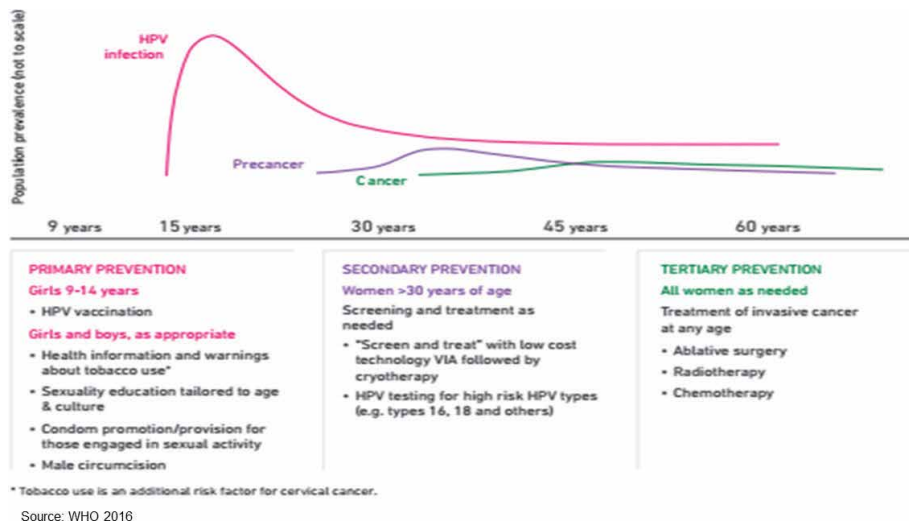 Population prevalence (not to scale)
HPV
infection
Precancer
Cancer
9 years
15 years
30 years
45 years
60 years
PRIMARY PREVENTION
Girls 9-14 years
• HPV vaccination
Girls and boys, as appropriate
• Health information and warnings
about tobacco use*
• Sexuality education tailored to age
& culture
• Condom promotion/provision for
those engaged in sexual activity
• Male circumcision
SECONDARY PREVENTION
Women >30 years of age
Screening and treatment as
needed
• "Screen and treat" with low cost
technology VIA followed by
cryotherapy
• HPV testing for high risk HPV types
(e.g. types 16, 18 and others)
TERTIARY PREVENTION
All women as needed
Treatment of invasive cancer
at any age
• Ablative surgery
• Radiotherapy
• Chemotherapy
* Tobacco use is an additional risk factor for cervical cancer.
Source: WHO 2016